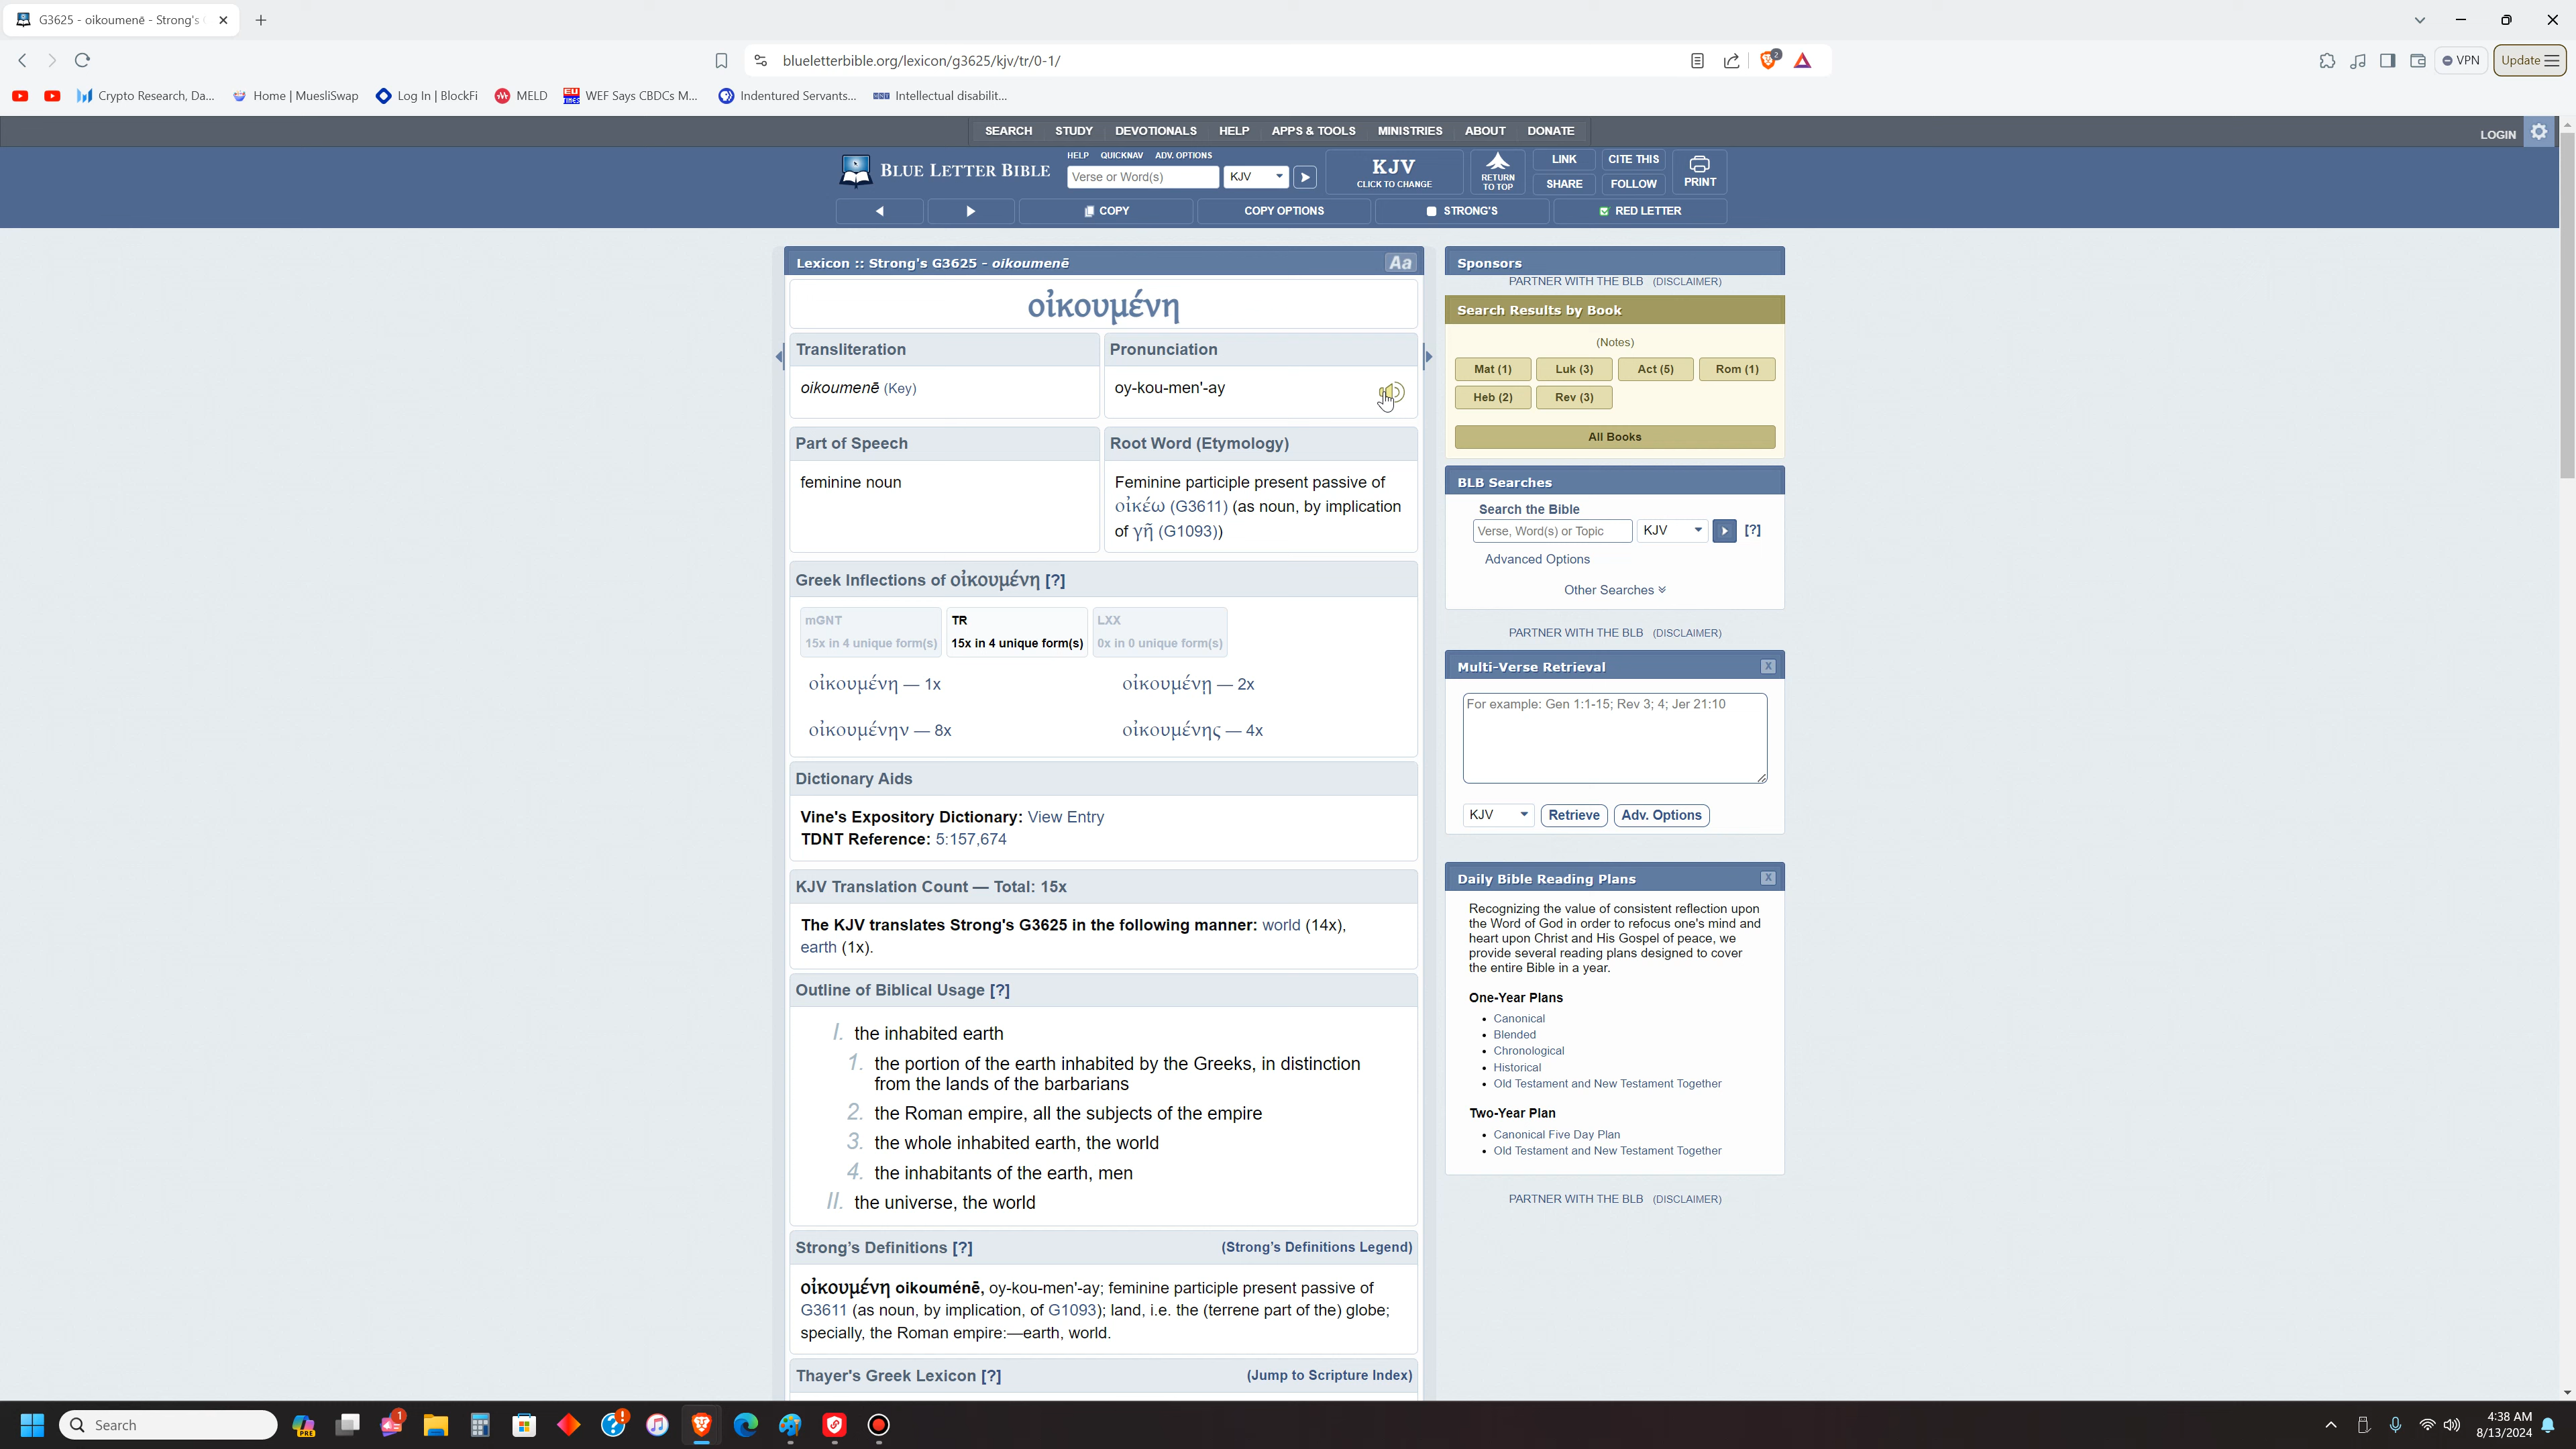 G3625 - oikoumenē - Strong's
blueletterbible.org/lexicon/g3625/kjv/tr/0-1/
2
VPN
Update
Crypto Research, Da...
Home | MuesliSwap
Log In | BlockFi
MELD
WEF Says CBDCs M...
Indentured Servants...
Intellectual disabilit...
SEARCH STUDY DEVOTIONALS HELP APPS & TOOLS MINISTRIES ABOUT DONATE
LOGIN
BLUE LETTER BIBLE
HELP QUICKNAV ADV. OPTIONS
Verse or Word(s)
KJV
KJV
CLICK TO CHANGE
RETURN
TO TOP
LINK
CITE THIS
SHARE
FOLLOW
PRINT
COPY
COPY OPTIONS
STRONG'S
RED LETTER
Lexicon :: Strong's G3625 - oikoumenē
Aa
οἰκουμένη
Transliteration
oikoumenē (Key)
Pronunciation
oy-kou-men'-ay
Part of Speech
feminine noun
Root Word (Etymology)
Feminine participle present passive of
οἰκέω (G3611) (as noun, by implication
of γῆ (G1093))
Greek Inflections of οἰκουμένη [?]
mGNT
15x in 4 unique form(s)
TR
15x in 4 unique form(s)
LXX
0x in 0 unique form(s)
οἰκουμένη — 1x
οἰκουμένῃ — 2x
οἰκουμένην — 8x
οἰκουμένης — 4x
Dictionary Aids
Vine's Expository Dictionary: View Entry
TDNT Reference: 5:157,674
KJV Translation Count — Total: 15x
The KJV translates Strong's G3625 in the following manner: world (14x),
earth (1x).
Outline of Biblical Usage [?]
I. the inhabited earth
1. the portion of the earth inhabited by the Greeks, in distinction
from the lands of the barbarians
2. the Roman empire, all the subjects of the empire
3. the whole inhabited earth, the world
4. the inhabitants of the earth, men
II. the universe, the world
Strong's Definitions [?]
(Strong's Definitions Legend)
οἰκουμένη oikouménē, oy-kou-men'-ay; feminine participle present passive of
G3611 (as noun, by implication, of G1093); land, i.e. the (terrene part of the) globe;
specially, the Roman empire:—earth, world.
Thayer's Greek Lexicon [?]
(Jump to Scripture Index)
Sponsors
PARTNER WITH THE BLB (DISCLAIMER)
Search Results by Book
(Notes)
Mat (1) Luk (3) Act (5) Rom (1)
Heb (2) Rev (3)
All Books
BLB Searches
Search the Bible
Verse, Word(s) or Topic
KJV
[?]
Advanced Options
Other Searches
PARTNER WITH THE BLB (DISCLAIMER)
Multi-Verse Retrieval
X
For example: Gen 1:1-15; Rev 3; 4; Jer 21:10
KJV
Retrieve
Adv. Options
Daily Bible Reading Plans
X
Recognizing the value of consistent reflection upon
the Word of God in order to refocus one's mind and
heart upon Christ and His Gospel of peace, we
provide several reading plans designed to cover
the entire Bible in a year.
One-Year Plans
• Canonical
• Blended
• Chronological
• Historical
• Old Testament and New Testament Together
Two-Year Plan
• Canonical Five Day Plan
• Old Testament and New Testament Together
PARTNER WITH THE BLB (DISCLAIMER)
Search
PRE
1
4:38 AM
8/13/2024